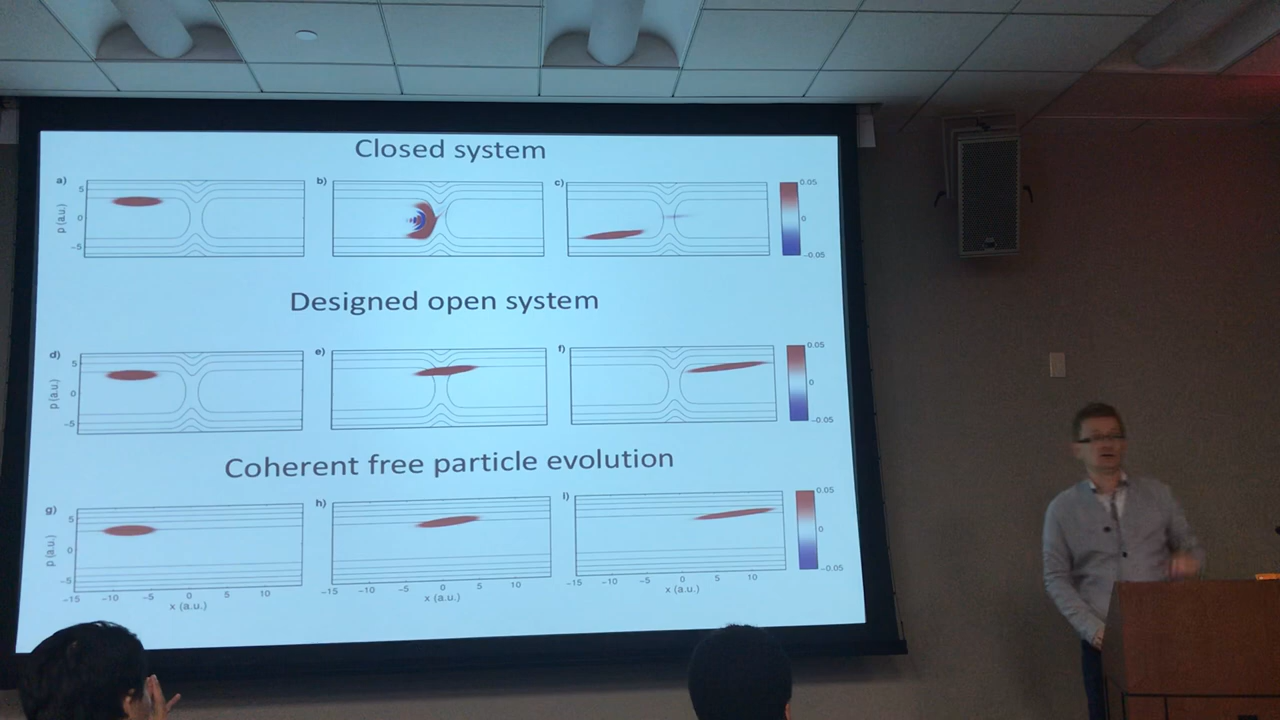 Closed system
a) b) c)
5 0.05
p (a.u.) 0 0
−5 −0.05
Designed open system
d) e) f)
5 0.05
p (a.u.) 0 0
−5 −0.05
Coherent free particle evolution
g) h) i)
5 0.05
p (a.u.) 0 0
−5 −0.05
−15 −10 −5 0 5 10 −15 −10 −5 0 5 10 −15 −10 −5 0 5 10
x (a.u.) x (a.u.) x (a.u.)